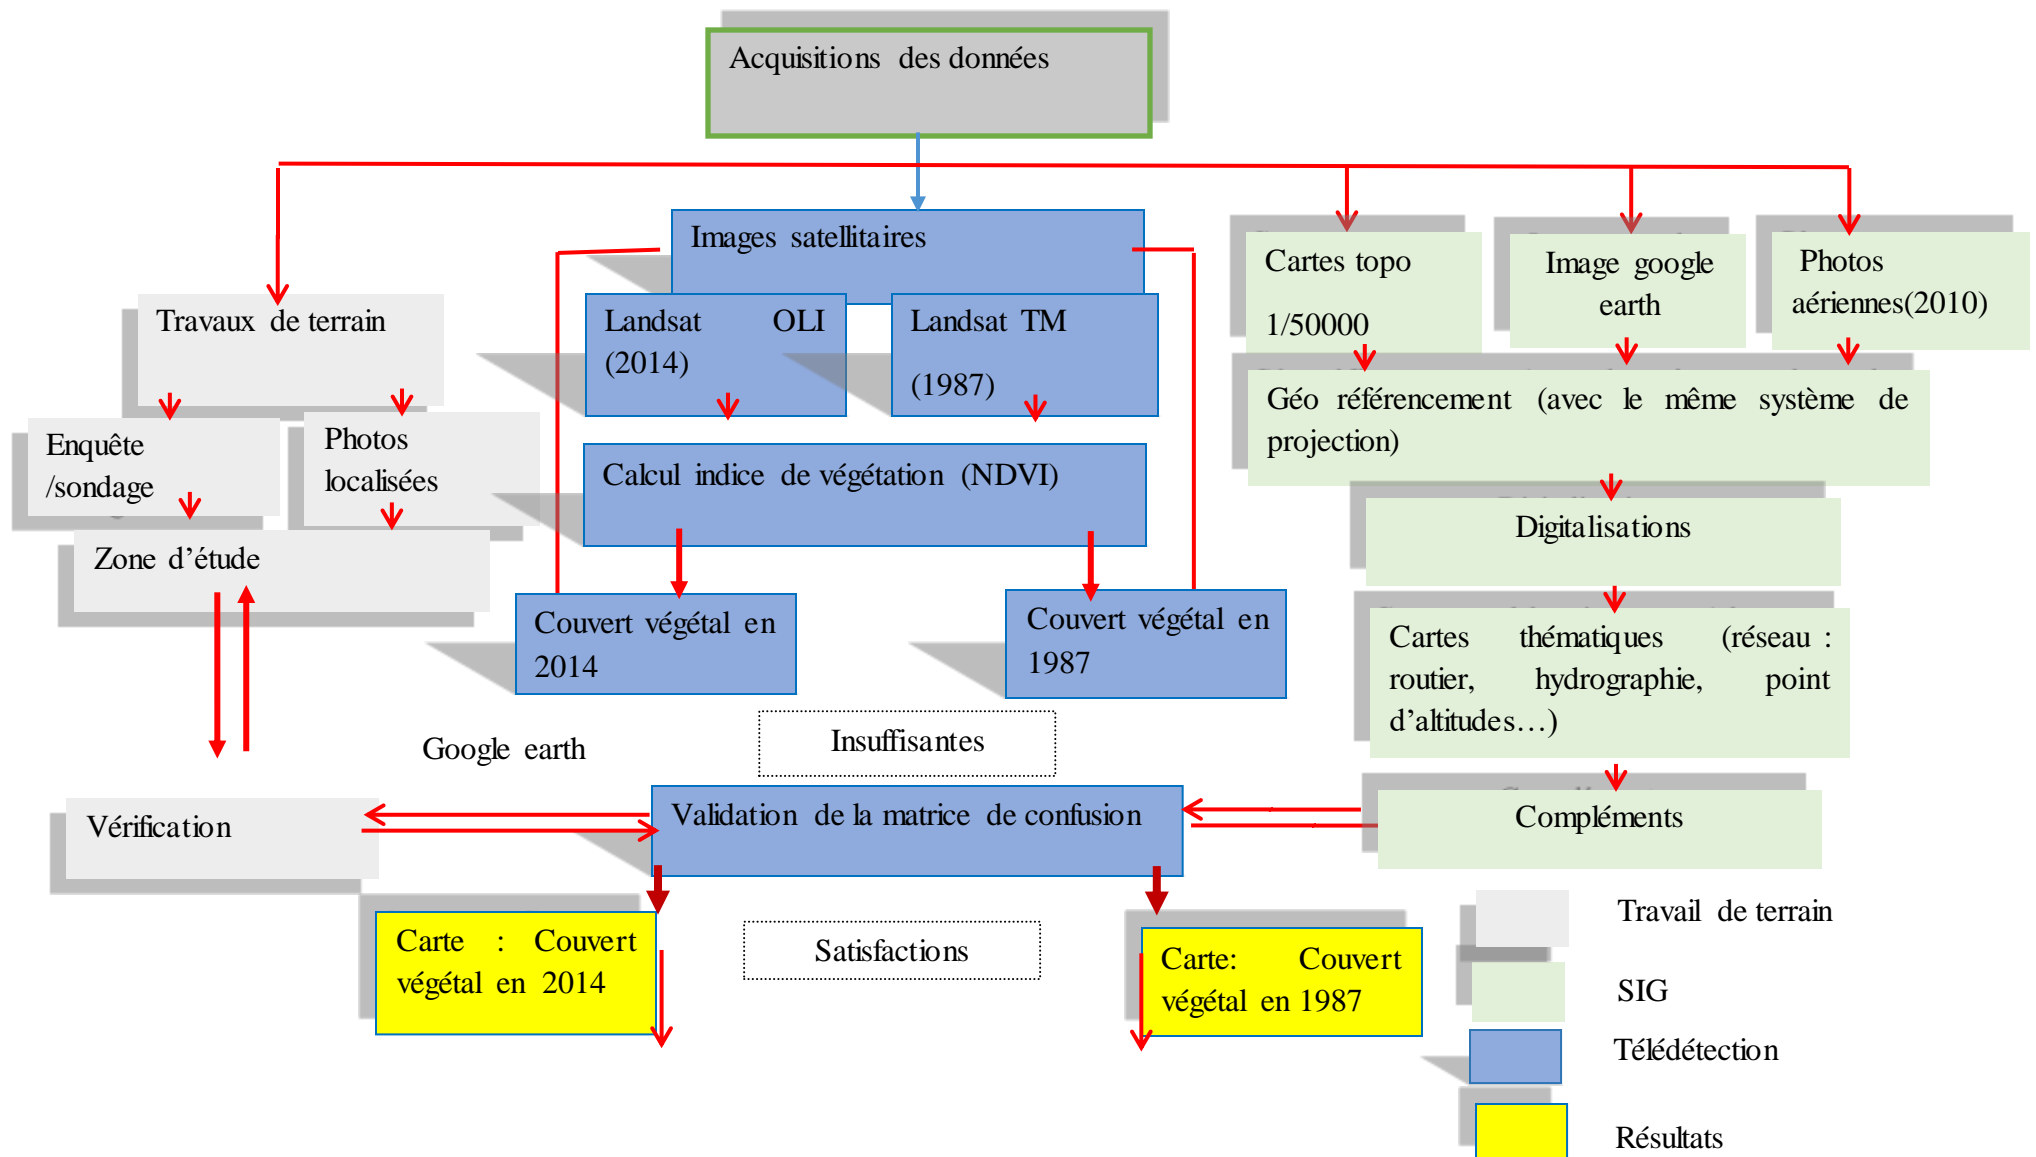 Acquisitions des données
Images satellitaires
Landsat OLI
(2014)
Landsat TM
(1987)
Calcul indice de végétation (NDVI)
Couvert végétal en
2014
Couvert végétal en
1987
Travaux de terrain
Enquête
/sondage
Photos
localisées
Zone d’étude
Cartes topo
1/50000
Image google
earth
Photos
aériennes(2010)
Géo référencement (avec le même système de
projection)
Digitalisations
Cartes thématiques (réseau :
routier, hydrographie, point
d’altitudes…)
Compléments
Google earth
Insuffisantes
Vérification
Validation de la matrice de confusion
Carte : Couvert
végétal en 2014
Satisfactions
Carte: Couvert
végétal en 1987
Travail de terrain
SIG
Télédétection
Résultats